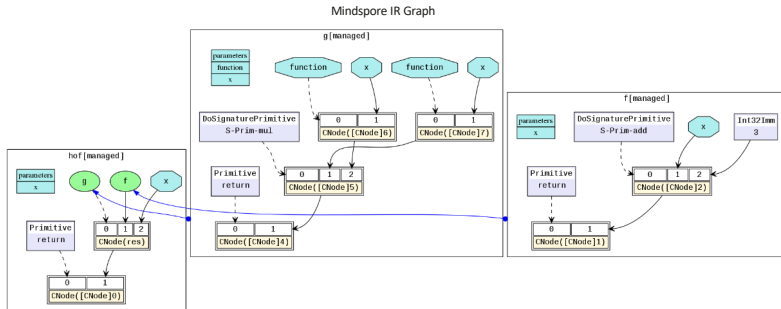 Mindspore IR Graph
g[managed]
parameters
function
x
function
x
function
x
DoSignaturePrimitive
S-Prim-mul
0 1
CNode([CNode]6)
0 1
CNode([CNode]7)
Primitive
return
0 1 2
CNode([CNode]5)
0 1
CNode([CNode]4)
f[managed]
parameters
x
DoSignaturePrimitive
S-Prim-add
x
Int32Imm
3
Primitive
return
0 1 2
CNode([CNode]2)
0 1
CNode([CNode]1)
hof[managed]
parameters
x
g
f
x
Primitive
return
0 1 2
CNode(res)
0 1
CNode([CNode]0)